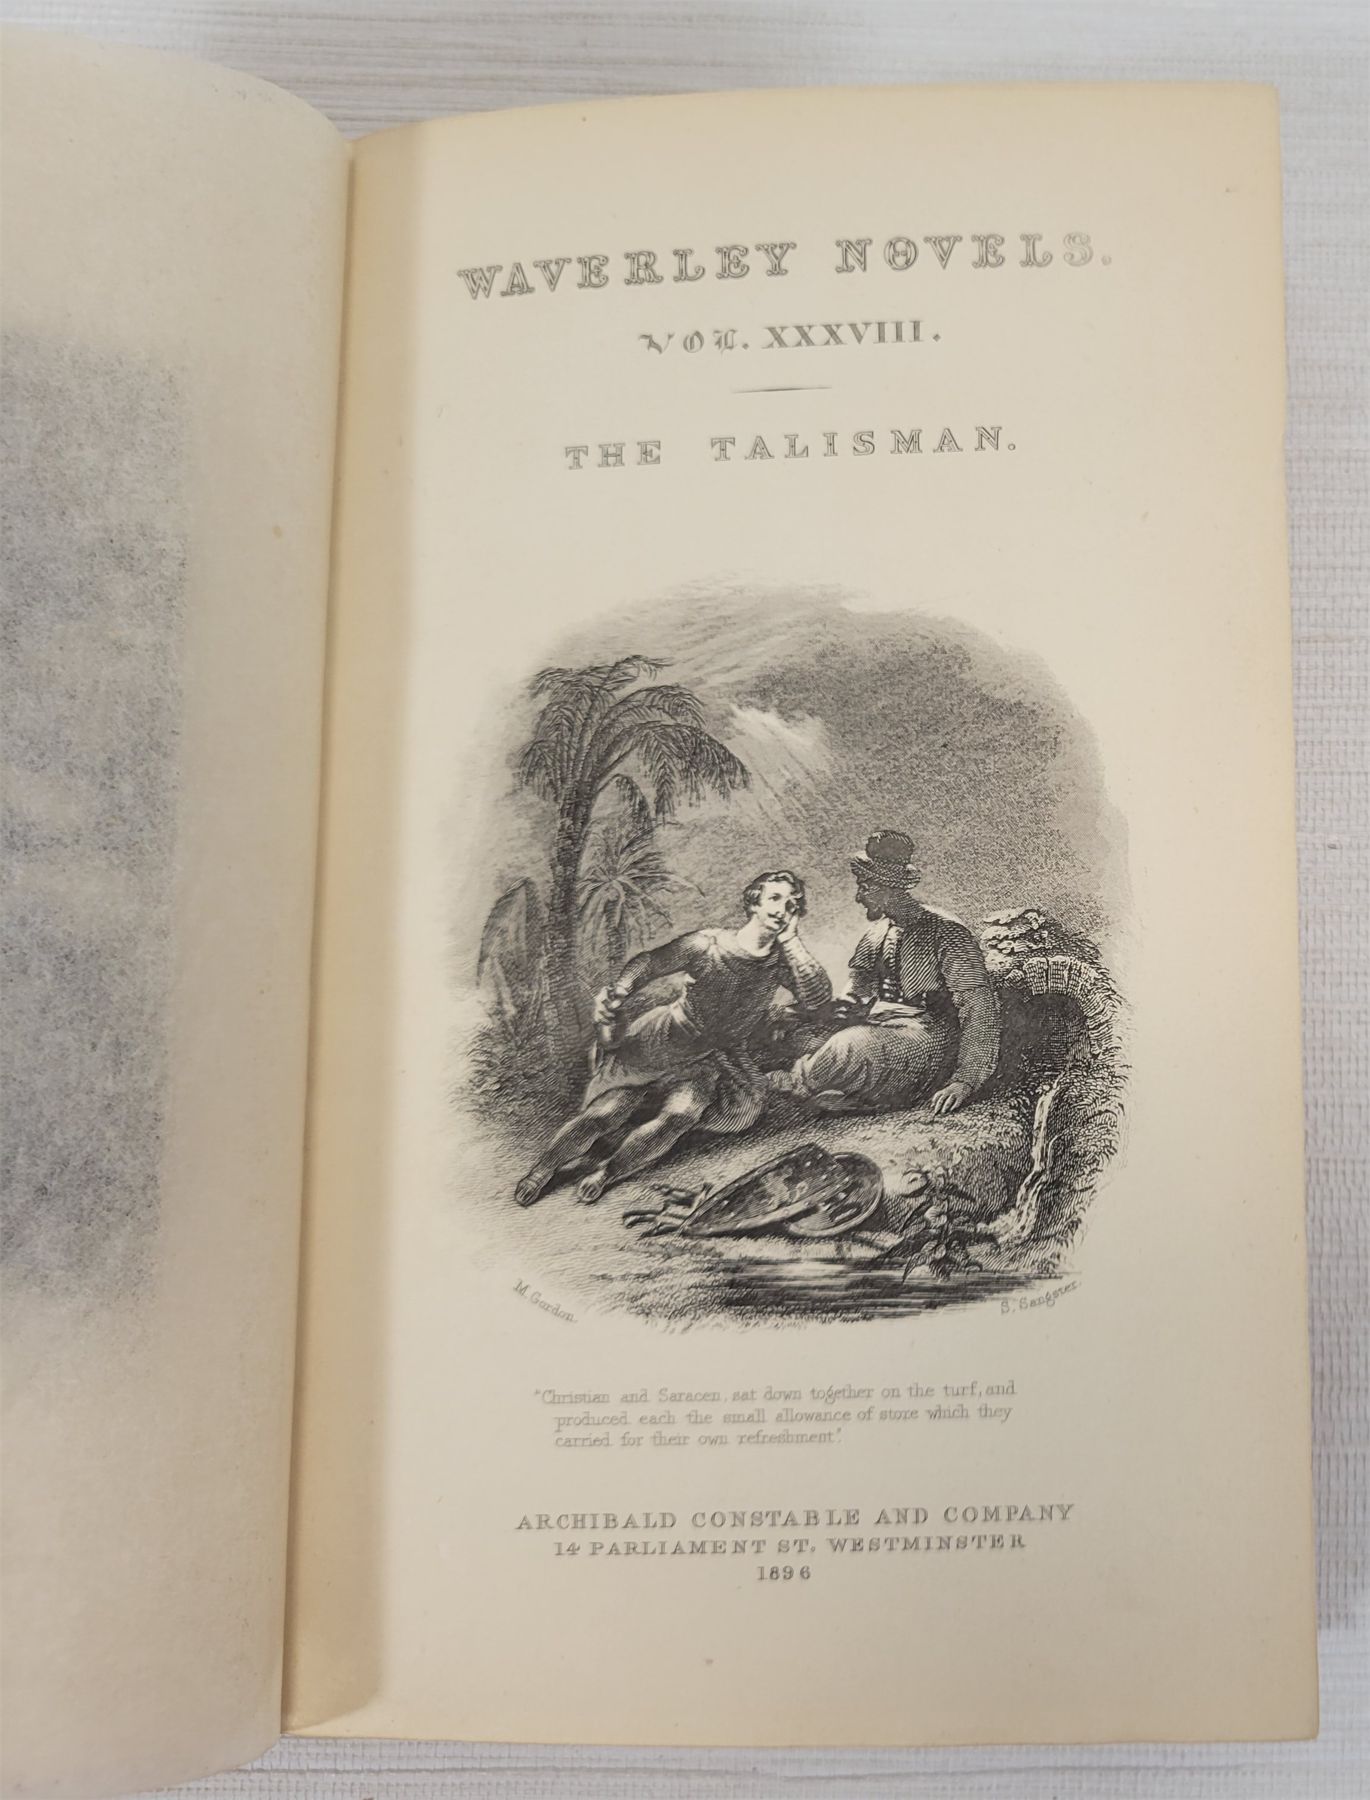 WAVERLEY NOVELS.
VOL. XXXVIII.
THE TALISMAN.
M. Gordon.
S. Sangster.
"Christian and Saracen, sat down together on the turf, and
produced each the small allowance of store which they
carried for their own refreshment".
ARCHIBALD CONSTABLE AND COMPANY
14 PARLIAMENT ST. WESTMINSTER
1896